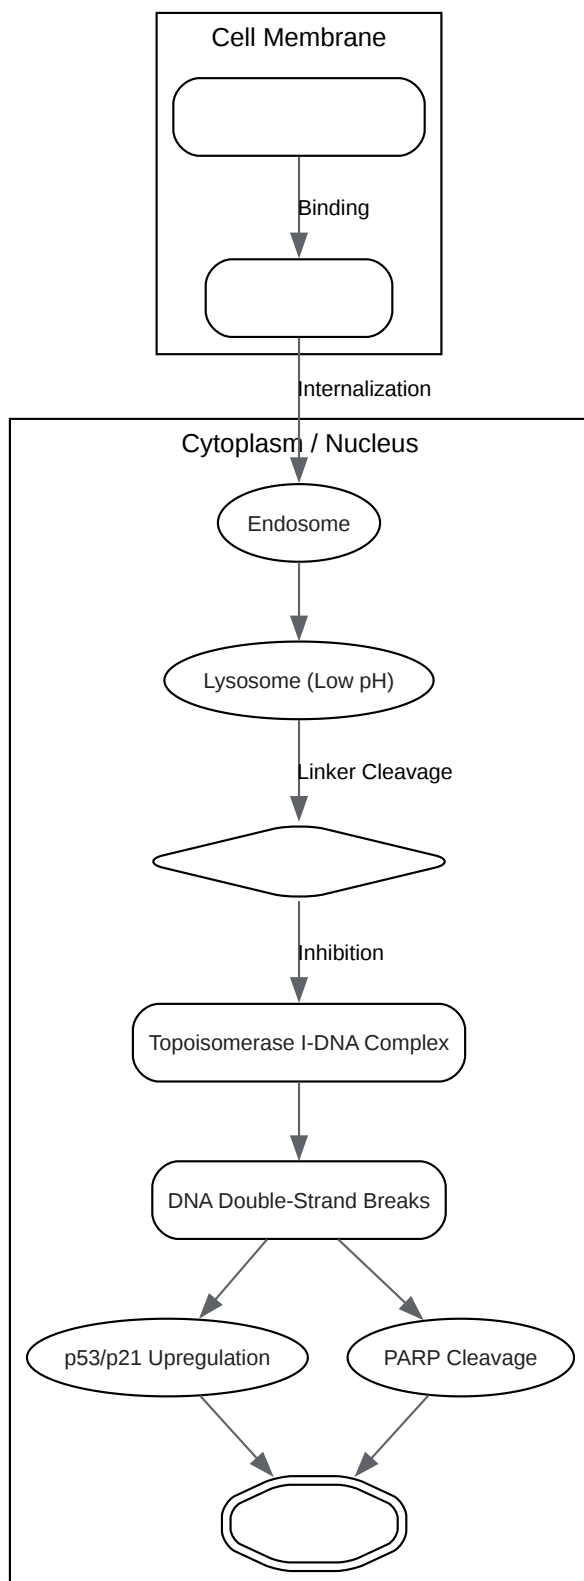 Cell Membrane
Binding
Internalization
Cytoplasm / Nucleus
Endosome
Lysosome (Low pH)
Linker Cleavage
Inhibition
Topoisomerase I-DNA Complex
DNA Double-Strand Breaks
p53/p21 Upregulation
PARP Cleavage